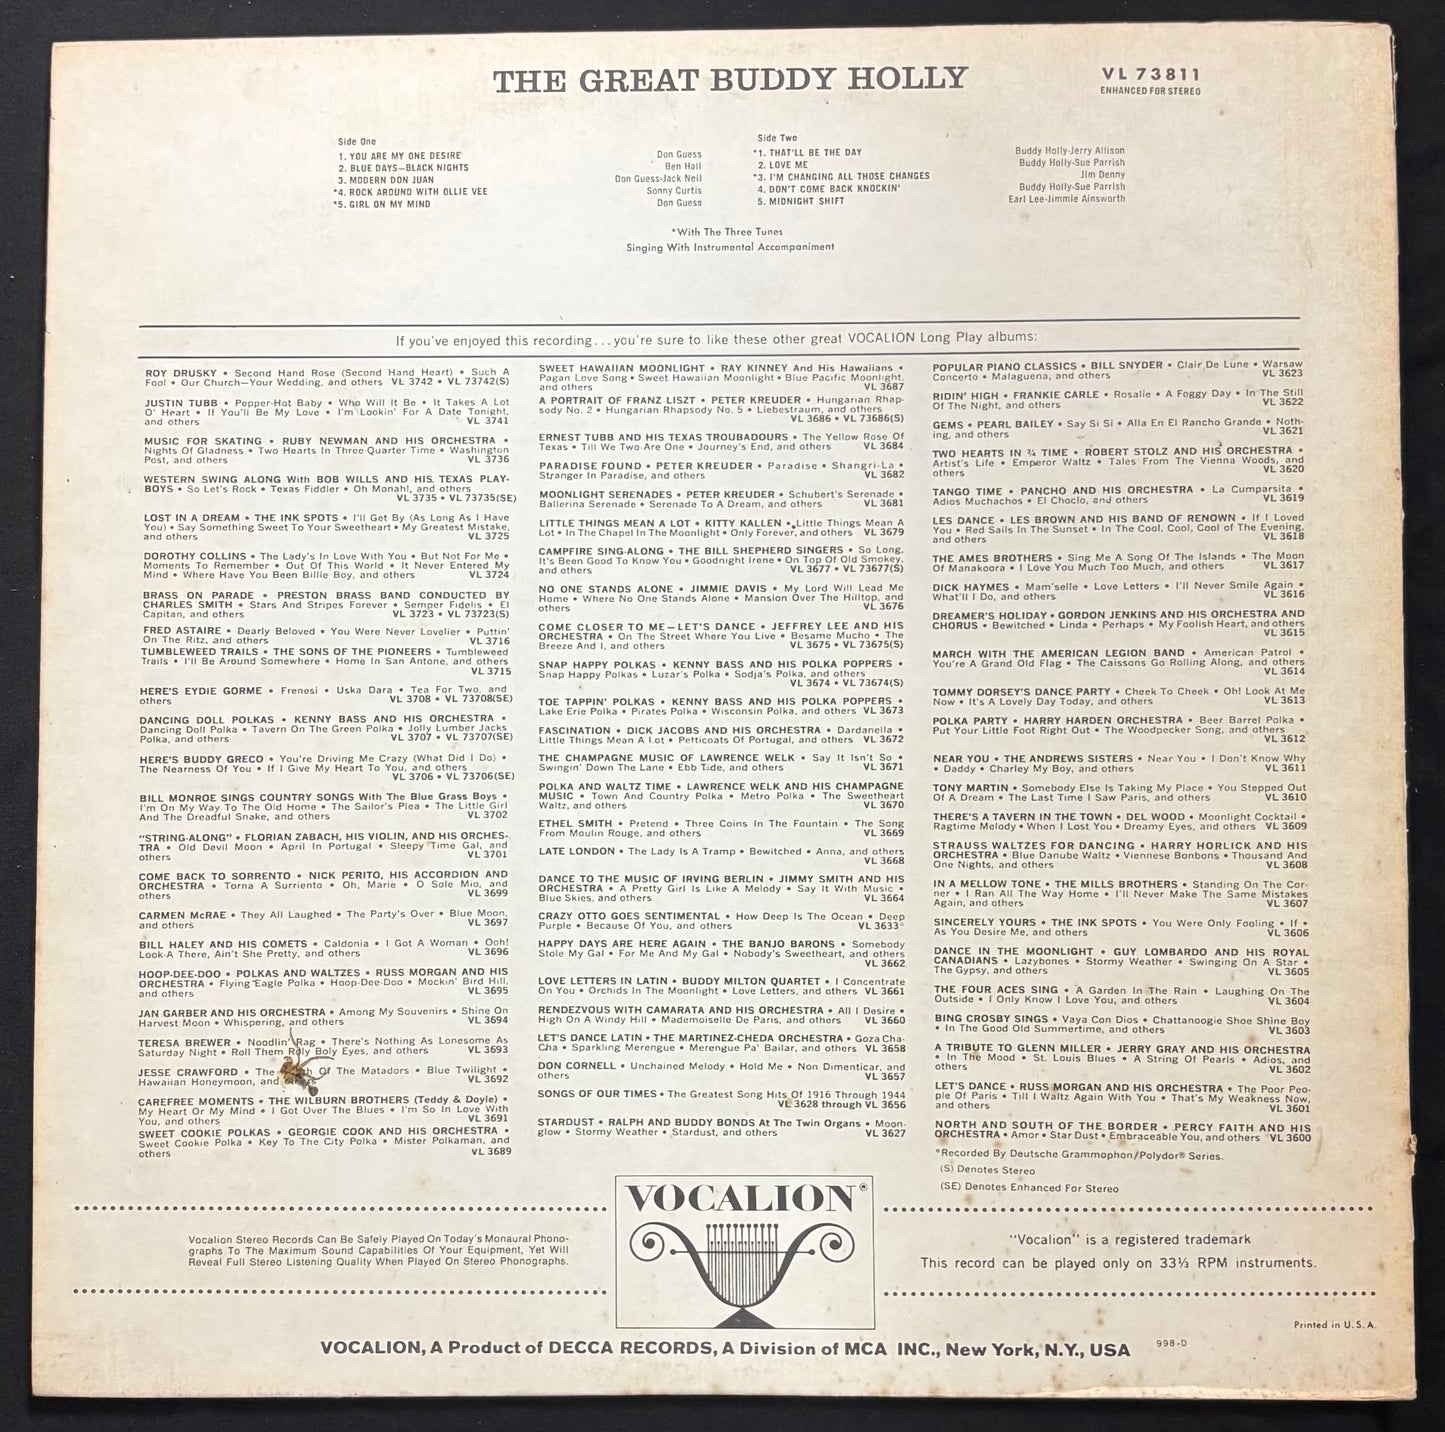 THE GREAT BUDDY HOLLY
VL 73811
ENHANCED FOR STEREO
Side One
1. YOU ARE MY ONE DESIRE Don Guess
2. BLUE DAYS—BLACK NIGHTS Ben Hall
3. MODERN DON JUAN Don Guess-Jack Neil
*4. ROCK AROUND WITH OLLIE VEE Sonny Curtis
*5. GIRL ON MY MIND Don Guess
Side Two
*1. THAT'LL BE THE DAY Buddy Holly-Jerry Allison
2. LOVE ME Buddy Holly-Sue Parrish
*3. I'M CHANGING ALL THOSE CHANGES Jim Denny
4. DON'T COME BACK KNOCKIN' Buddy Holly-Sue Parrish
5. MIDNIGHT SHIFT Earl Lee-Jimmie Ainsworth
*With The Three Tunes
Singing With Instrumental Accompaniment
If you've enjoyed this recording...you're sure to like these other great VOCALION Long Play albums:
ROY DRUSKY • Second Hand Rose (Second Hand Heart) • Such A
Fool • Our Church—Your Wedding, and others VL 3742 • VL 73742(S)
JUSTIN TUBB • Pepper-Hot Baby • Who Will It Be • It Takes A Lot
O' Heart • If You'll Be My Love • I'm Lookin' For A Date Tonight,
and others VL 3741
MUSIC FOR SKATING • RUBY NEWMAN AND HIS ORCHESTRA •
Nights Of Gladness • Two Hearts In Three-Quarter Time • Washington
Post, and others VL 3736
WESTERN SWING ALONG With BOB WILLS AND HIS TEXAS PLAY-
BOYS • So Let's Rock • Texas Fiddler • Oh Monah!, and others
VL 3735 • VL 73735(SE)
LOST IN A DREAM • THE INK SPOTS • I'll Get By (As Long As I Have
You) • Say Something Sweet To Your Sweetheart • My Greatest Mistake,
and others VL 3725
DOROTHY COLLINS • The Lady's In Love With You • But Not For Me •
Moments To Remember • Out Of This World • It Never Entered My
Mind • Where Have You Been Billie Boy, and others VL 3724
BRASS ON PARADE • PRESTON BRASS BAND CONDUCTED BY
CHARLES SMITH • Stars And Stripes Forever • Semper Fidelis • El
Capitan, and others VL 3723 • VL 73723(S)
FRED ASTAIRE • Dearly Beloved • You Were Never Lovelier • Puttin'
On The Ritz, and others VL 3716
TUMBLEWEED TRAILS • THE SONS OF THE PIONEERS • Tumbleweed
Trails • I'll Be Around Somewhere • Home In San Antone, and others
VL 3715
HERE'S EYDIE GORME • Frenesi • Uska Dara • Tea For Two, and
others VL 3708 • VL 73708(SE)
DANCING DOLL POLKAS • KENNY BASS AND HIS ORCHESTRA •
Dancing Doll Polka • Tavern On The Green Polka • Jolly Lumber Jacks
Polka, and others VL 3707 • VL 73707(SE)
HERE'S BUDDY GRECO • You're Driving Me Crazy (What Did I Do) •
The Nearness Of You • If I Give My Heart To You, and others
VL 3706 • VL 73706(SE)
BILL MONROE SINGS COUNTRY SONGS With The Blue Grass Boys •
I'm On My Way To The Old Home • The Sailor's Plea • The Little Girl
And The Dreadful Snake, and others VL 3702
"STRING-ALONG" • FLORIAN ZABACH, HIS VIOLIN, AND HIS ORCHES-
TRA • Old Devil Moon • April In Portugal • Sleepy Time Gal, and
others VL 3701
COME BACK TO SORRENTO • NICK PERITO, HIS ACCORDION AND
ORCHESTRA • Torna A Surriento • Oh, Marie • O Sole Mio, and
others VL 3699
CARMEN McRAE • They All Laughed • The Party's Over • Blue Moon,
and others VL 3697
BILL HALEY AND HIS COMETS • Caldonia • I Got A Woman • Ooh!
Look-A There, Ain't She Pretty, and others VL 3696
HOOP-DEE-DOO • POLKAS AND WALTZES • RUSS MORGAN AND HIS
ORCHESTRA • Flying Eagle Polka • Hoop-Dee-Doo • Mockin' Bird Hill,
and others VL 3695
JAN GARBER AND HIS ORCHESTRA • Among My Souvenirs • Shine On
Harvest Moon • Whispering, and others VL 3694
TERESA BREWER • Noodlin' Rag • There's Nothing As Lonesome As
Saturday Night • Roll Them Roly Boly Eyes, and others VL 3693
JESSE CRAWFORD • The Of The Matadors • Blue Twilight •
Hawaiian Honeymoon, and VL 3692
CAREFREE MOMENTS • THE WILBURN BROTHERS (Teddy & Doyle) •
My Heart Or My Mind • I Got Over The Blues • I'm So In Love With
You, and others VL 3691
SWEET COOKIE POLKAS • GEORGIE COOK AND HIS ORCHESTRA •
Sweet Cookie Polka • Key To The City Polka • Mister Polkaman, and
others VL 3689
SWEET HAWAIIAN MOONLIGHT • RAY KINNEY And His Hawaiians •
Pagan Love Song • Sweet Hawaiian Moonlight • Blue Pacific Moonlight,
and others VL 3687
A PORTRAIT OF FRANZ LISZT • PETER KREUDER • Hungarian Rhap-
sody No. 2 • Hungarian Rhapsody No. 5 • Liebestraum, and others
VL 3686 • VL 73686(S)
ERNEST TUBB AND HIS TEXAS TROUBADOURS • The Yellow Rose Of
Texas • Till We Two Are One • Journey's End, and others VL 3684
PARADISE FOUND • PETER KREUDER • Paradise • Shangri-La •
Stranger In Paradise, and others VL 3682
MOONLIGHT SERENADES • PETER KREUDER • Schubert's Serenade •
Ballerina Serenade • Serenade To A Dream, and others VL 3681
LITTLE THINGS MEAN A LOT • KITTY KALLEN • Little Things Mean A
Lot • In The Chapel In The Moonlight • Only Forever, and others VL 3679
CAMPFIRE SING-ALONG • THE BILL SHEPHERD SINGERS • So Long,
It's Been Good To Know You • Goodnight Irene • On Top Of Old Smokey,
and others VL 3677 • VL 73677(S)
NO ONE STANDS ALONE • JIMMIE DAVIS • My Lord Will Lead Me
Home • Where No One Stands Alone • Mansion Over The Hilltop, and
others VL 3676
COME CLOSER TO ME—LET'S DANCE • JEFFREY LEE AND HIS
ORCHESTRA • On The Street Where You Live • Besame Mucho • The
Breeze And I, and others VL 3675 • VL 73675(S)
SNAP HAPPY POLKAS • KENNY BASS AND HIS POLKA POPPERS •
Snap Happy Polkas • Luzar's Polka • Sodja's Polka, and others
VL 3674 • VL 73674(S)
TOE TAPPIN' POLKAS • KENNY BASS AND HIS POLKA POPPERS •
Lake Erie Polka • Pirates Polka • Wisconsin Polka, and others VL 3673
FASCINATION • DICK JACOBS AND HIS ORCHESTRA • Dardanella •
Little Things Mean A Lot • Petticoats Of Portugal, and others VL 3672
THE CHAMPAGNE MUSIC OF LAWRENCE WELK • Say It Isn't So •
Swingin' Down The Lane • Ebb Tide, and others VL 3671
POLKA AND WALTZ TIME • LAWRENCE WELK AND HIS CHAMPAGNE
MUSIC • Town And Country Polka • Metro Polka • The Sweetheart
Waltz, and others VL 3670
ETHEL SMITH • Pretend • Three Coins In The Fountain • The Song
From Moulin Rouge, and others VL 3669
LATE LONDON • The Lady Is A Tramp • Bewitched • Anna, and others
VL 3668
DANCE TO THE MUSIC OF IRVING BERLIN • JIMMY SMITH AND HIS
ORCHESTRA • A Pretty Girl Is Like A Melody • Say It With Music •
Blue Skies, and others VL 3664
CRAZY OTTO GOES SENTIMENTAL • How Deep Is The Ocean • Deep
Purple • Because Of You, and others VL 3633°
HAPPY DAYS ARE HERE AGAIN • THE BANJO BARONS • Somebody
Stole My Gal • For Me And My Gal • Nobody's Sweetheart, and others
VL 3662
LOVE LETTERS IN LATIN • BUDDY MILTON QUARTET • I Concentrate
On You • Orchids In The Moonlight • Love Letters, and others VL 3661
RENDEZVOUS WITH CAMARATA AND HIS ORCHESTRA • All I Desire •
High On A Windy Hill • Mademoiselle De Paris, and others VL 3660
LET'S DANCE LATIN • THE MARTINEZ-CHEDA ORCHESTRA • Goza Cha-
Cha • Sparkling Merengue • Merengue Pa' Bailar, and others VL 3658
DON CORNELL • Unchained Melody • Hold Me • Non Dimenticar, and
others VL 3657
SONGS OF OUR TIMES • The Greatest Song Hits Of 1916 Through 1944
VL 3628 through VL 3656
STARDUST • RALPH AND BUDDY BONDS At The Twin Organs • Moon-
glow • Stormy Weather • Stardust, and others VL 3627
POPULAR PIANO CLASSICS • BILL SNYDER • Clair De Lune • Warsaw
Concerto • Malaguena, and others VL 3623
RIDIN' HIGH • FRANKIE CARLE • Rosalie • A Foggy Day • In The Still
Of The Night, and others VL 3622
GEMS • PEARL BAILEY • Say Si Si • Alla En El Rancho Grande • Noth-
ing, and others VL 3621
TWO HEARTS IN ¾ TIME • ROBERT STOLZ AND HIS ORCHESTRA •
Artist's Life • Emperor Waltz • Tales From The Vienna Woods, and
others VL 3620
TANGO TIME • PANCHO AND HIS ORCHESTRA • La Cumparsita •
Adios Muchachos • El Choclo, and others VL 3619
LES DANCE • LES BROWN AND HIS BAND OF RENOWN • If I Loved
You • Red Sails In The Sunset • In The Cool, Cool, Cool of The Evening,
and others VL 3618
THE AMES BROTHERS • Sing Me A Song Of The Islands • The Moon
Of Manakoora • I Love You Much Too Much, and others VL 3617
DICK HAYMES • Mam'selle • Love Letters • I'll Never Smile Again •
What'll I Do, and others VL 3616
DREAMER'S HOLIDAY • GORDON JENKINS AND HIS ORCHESTRA AND
CHORUS • Bewitched • Linda • Perhaps • My Foolish Heart, and others
VL 3615
MARCH WITH THE AMERICAN LEGION BAND • American Patrol •
You're A Grand Old Flag • The Caissons Go Rolling Along, and others
VL 3614
TOMMY DORSEY'S DANCE PARTY • Cheek To Cheek • Oh! Look At Me
Now • It's A Lovely Day Today, and others VL 3613
POLKA PARTY • HARRY HARDEN ORCHESTRA • Beer Barrel Polka •
Put Your Little Foot Right Out • The Woodpecker Song, and others
VL 3612
NEAR YOU • THE ANDREWS SISTERS • Near You • I Don't Know Why
• Daddy • Charley My Boy, and others VL 3611
TONY MARTIN • Somebody Else Is Taking My Place • You Stepped Out
Of A Dream • The Last Time I Saw Paris, and others VL 3610
THERE'S A TAVERN IN THE TOWN • DEL WOOD • Moonlight Cocktail •
Ragtime Melody • When I Lost You • Dreamy Eyes, and others VL 3609
STRAUSS WALTZES FOR DANCING • HARRY HORLICK AND HIS
ORCHESTRA • Blue Danube Waltz • Viennese Bonbons • Thousand And
One Nights, and others VL 3608
IN A MELLOW TONE • THE MILLS BROTHERS • Standing On The Cor-
ner • I Ran All The Way Home • I'll Never Make The Same Mistakes
Again, and others VL 3607
SINCERELY YOURS • THE INK SPOTS • You Were Only Fooling • If •
As You Desire Me, and others VL 3606
DANCE IN THE MOONLIGHT • GUY LOMBARDO AND HIS ROYAL
CANADIANS • Lazybones • Stormy Weather • Swinging On A Star •
The Gypsy, and others VL 3605
THE FOUR ACES SING • A Garden In The Rain • Laughing On The
Outside • I Only Know I Love You, and others VL 3604
BING CROSBY SINGS • Vaya Con Dios • Chattanoogie Shoe Shine Boy
• In The Good Old Summertime, and others VL 3603
A TRIBUTE TO GLENN MILLER • JERRY GRAY AND HIS ORCHESTRA
• In The Mood • St. Louis Blues • A String Of Pearls • Adios, and
others VL 3602
LET'S DANCE • RUSS MORGAN AND HIS ORCHESTRA • The Poor Peo-
ple Of Paris • Till I Waltz Again With You • That's My Weakness Now,
and others VL 3601
NORTH AND SOUTH OF THE BORDER • PERCY FAITH AND HIS
ORCHESTRA • Amor • Star Dust • Embraceable You, and others VL 3600
°Recorded By Deutsche Grammophon/Polydor® Series.
(S) Denotes Stereo
(SE) Denotes Enhanced For Stereo
VOCALION®
Vocalion Stereo Records Can Be Safely Played On Today's Monaural Phono-
graphs To The Maximum Sound Capabilities Of Your Equipment, Yet Will
Reveal Full Stereo Listening Quality When Played On Stereo Phonographs.
"Vocalion" is a registered trademark
This record can be played only on 33⅓ RPM instruments.
Printed in U.S.A.
VOCALION, A Product of DECCA RECORDS, A Division of MCA INC., New York, N.Y., USA
998-D